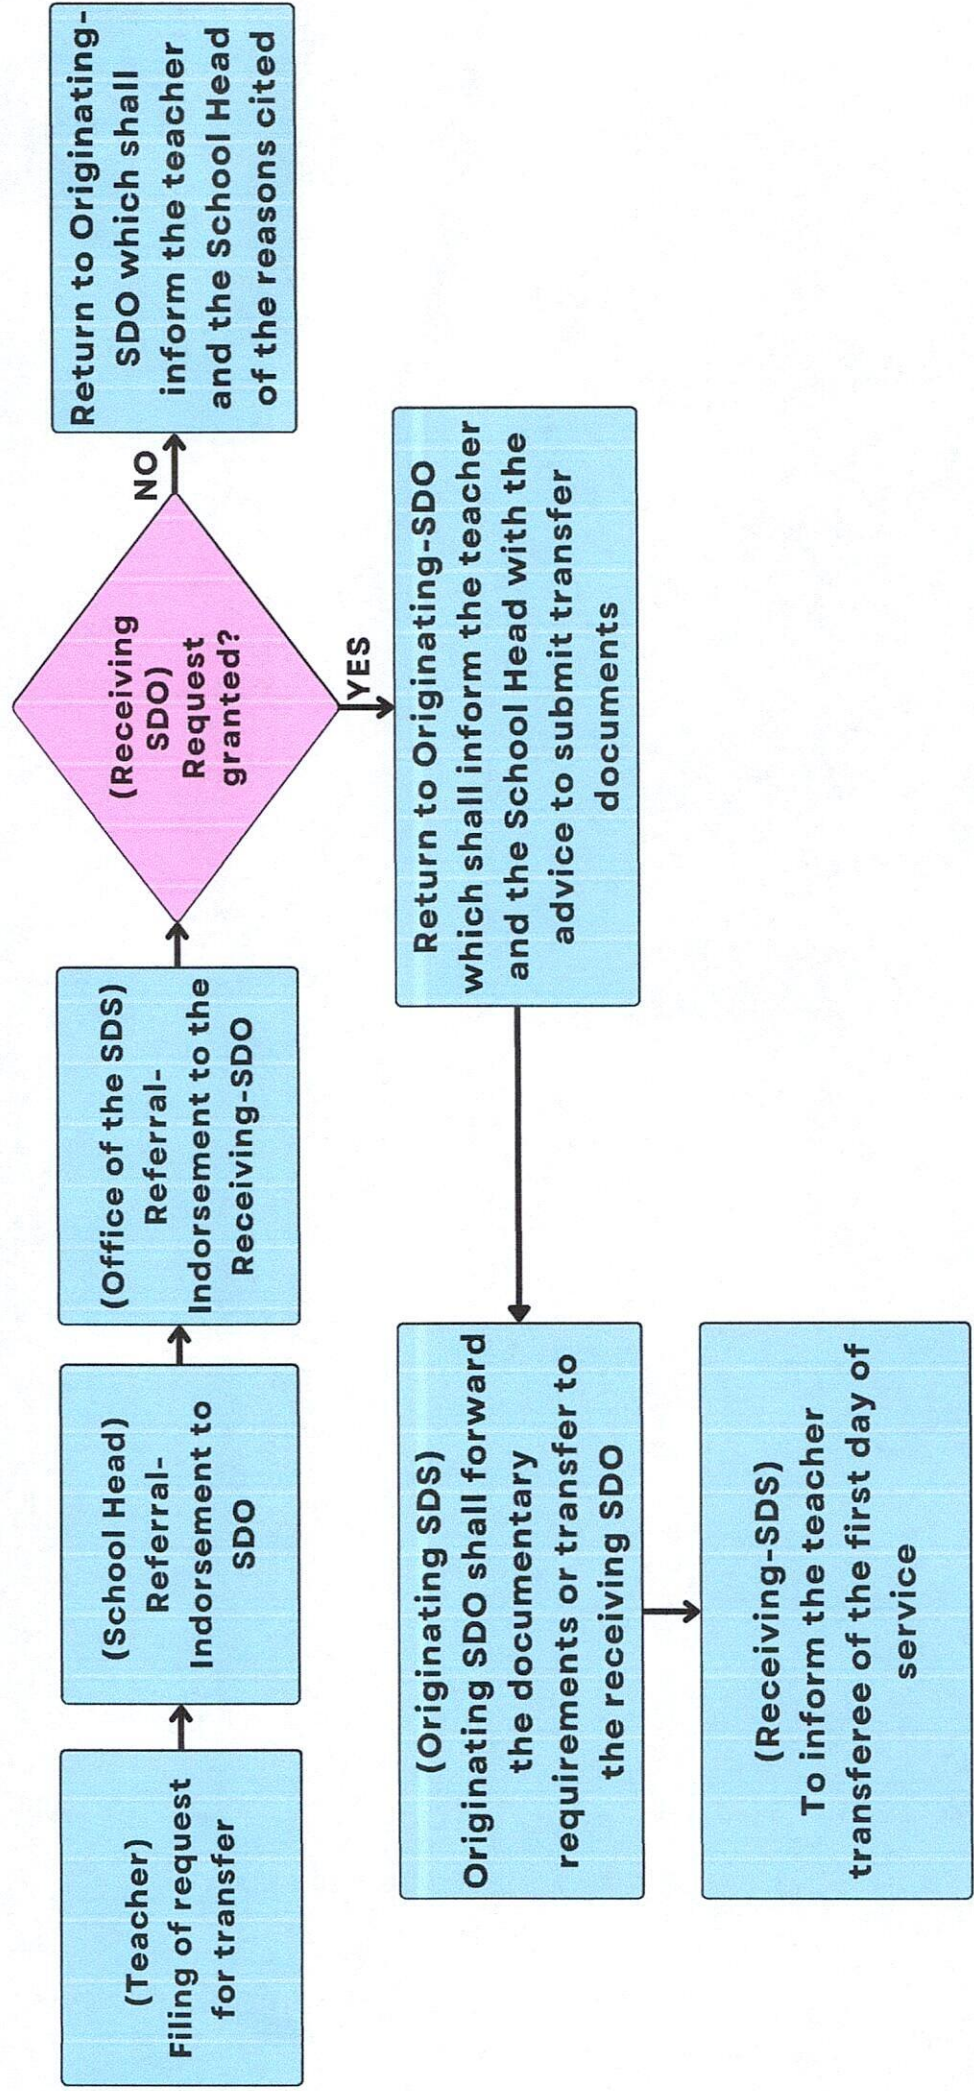 (Teacher)
Filing of request
for transfer
(School Head)
Referral-
Indorsement to
SDO
(Office of the SDS)
Referral-
Indorsement to the
Receiving-SDO
(Receiving
SDO)
Request
granted?
NO
Return to Originating-
SDO which shall
inform the teacher
and the School Head
of the reasons cited
YES
Return to Originating-SDO
which shall inform the teacher
and the School Head with the
advice to submit transfer
documents
(Originating SDS)
Originating SDO shall forward
the documentary
requirements or transfer to
the receiving SDO
(Receiving-SDS)
To inform the teacher
transferee of the first day of
service